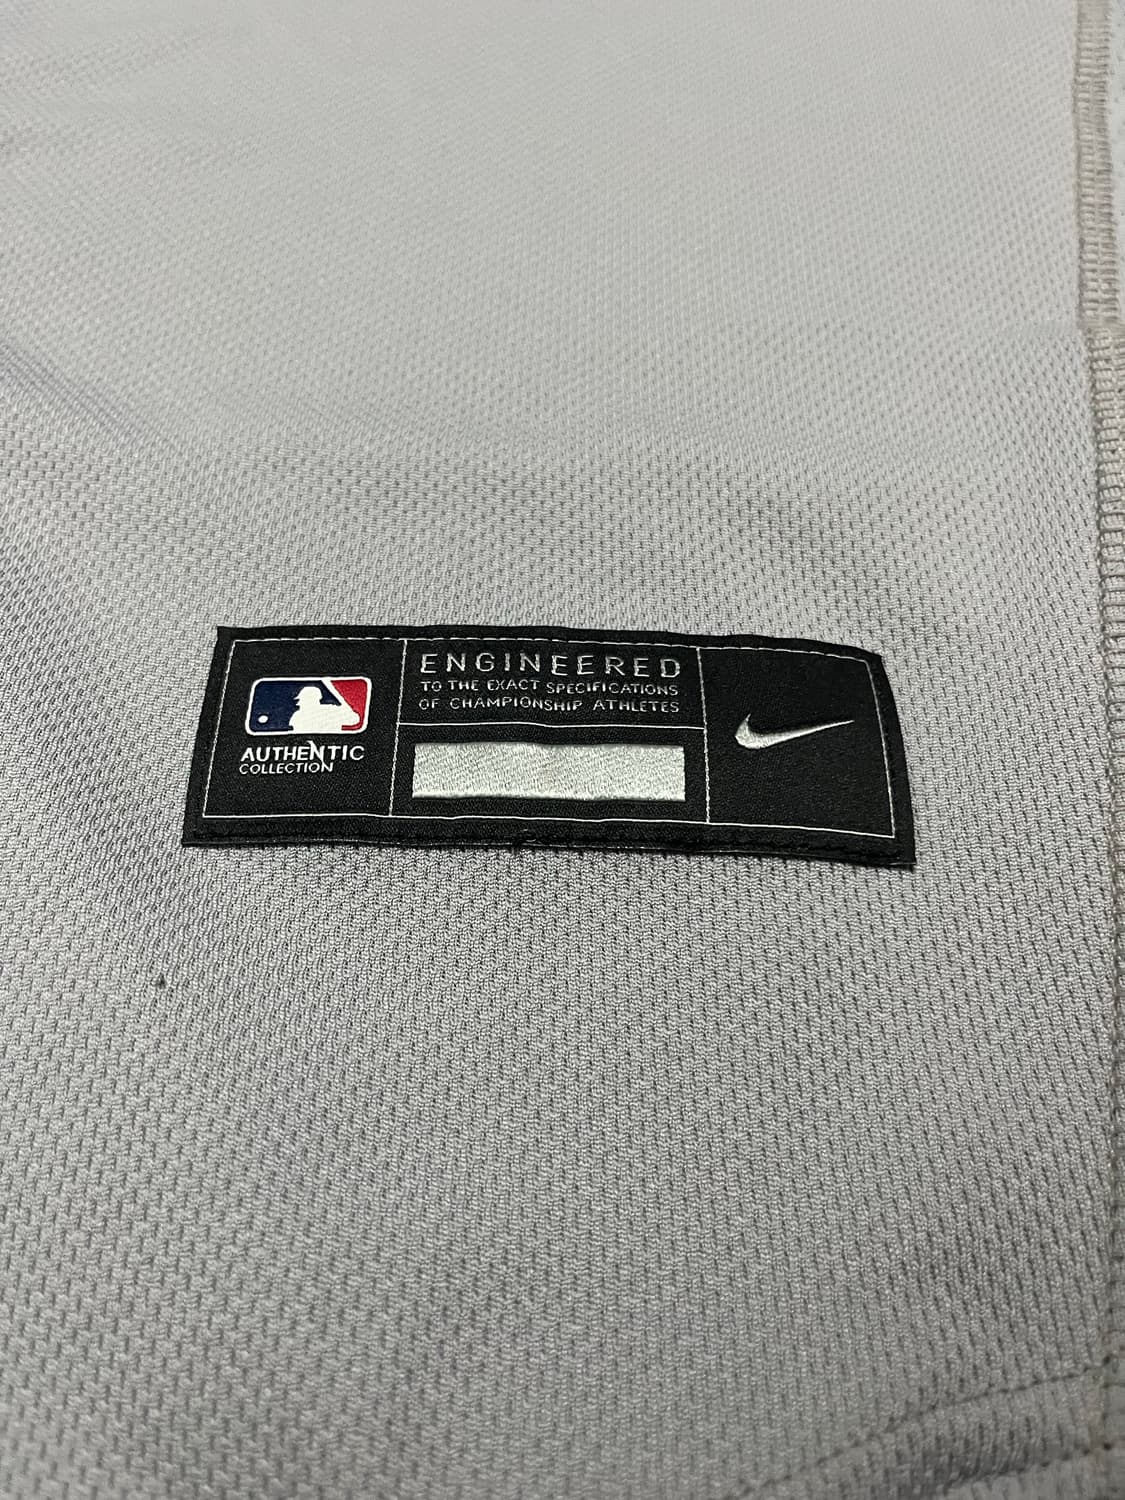 ENGINEERED
TO THE EXACT SPECIFICATIONS
OF CHAMPIONSHIP ATHLETES
AUTHENTIC
COLLECTION